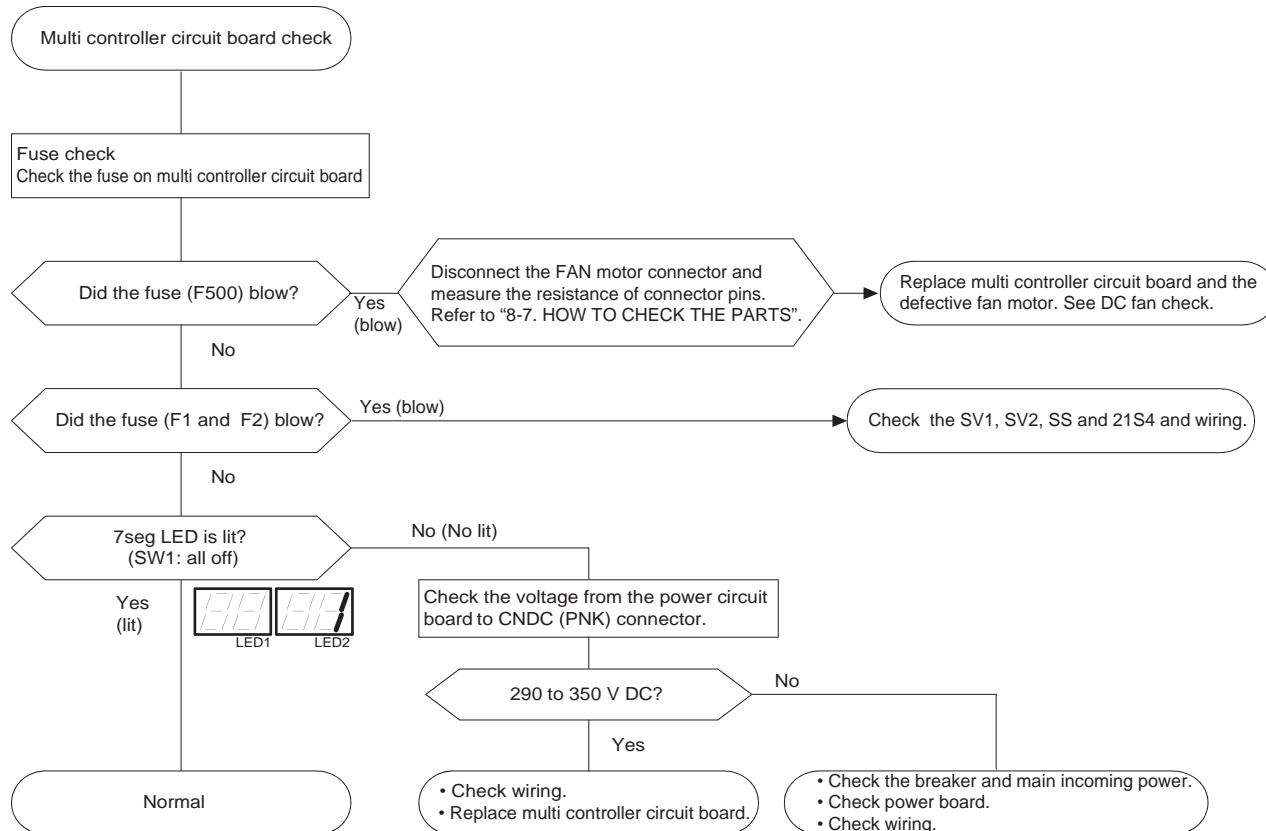 Multi controller circuit board check
Fuse check
Check the fuse on multi controller circuit board
Did the fuse (F500) blow?
Yes
(blow)
Disconnect the FAN motor connector and
measure the resistance of connector pins.
Refer to “8-7. HOW TO CHECK THE PARTS”.
Replace multi controller circuit board and the
defective fan motor. See DC fan check.
No
Did the fuse (F1 and F2) blow?
Yes (blow)
Check the SV1, SV2, SS and 21S4 and wiring.
No
7seg LED is lit?
(SW1: all off)
No (No lit)
Yes
(lit)
LED1
LED2
Check the voltage from the power circuit
board to CNDC (PNK) connector.
290 to 350 V DC?
No
Yes
Normal
• Check wiring.
• Replace multi controller circuit board.
• Check the breaker and main incoming power.
• Check power board.
• Check wiring.